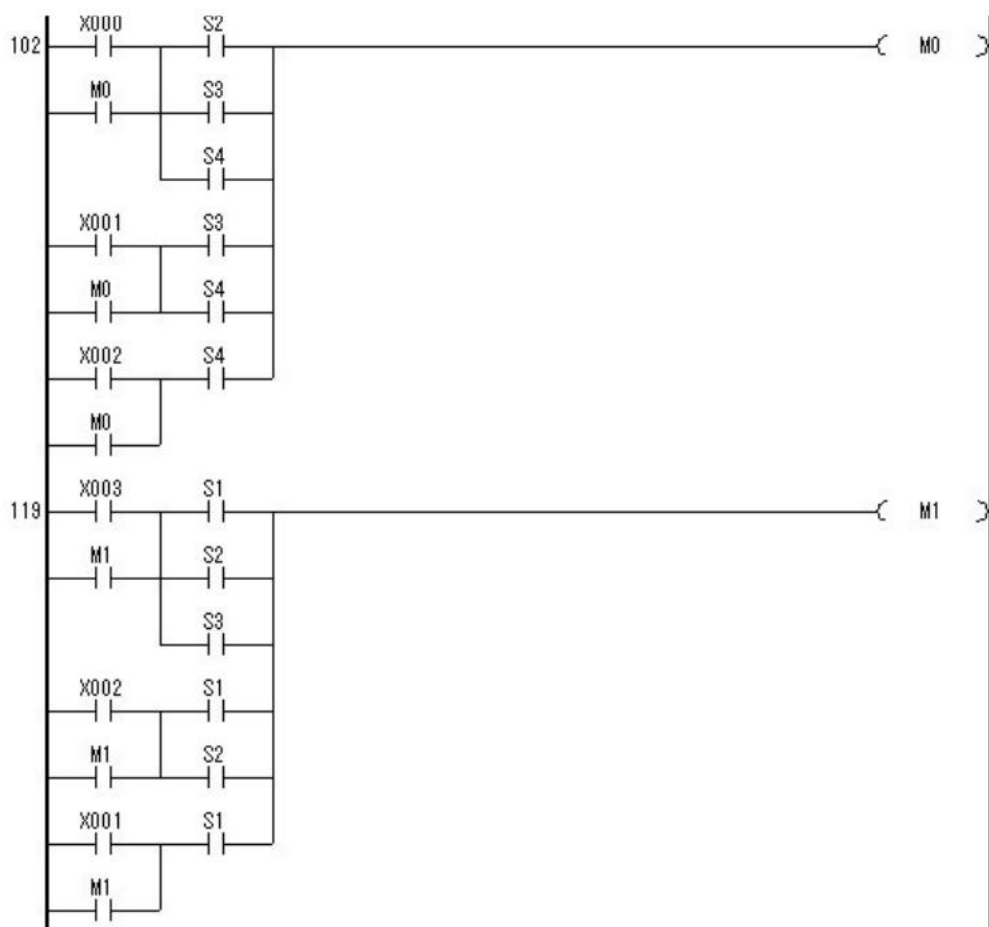 X000 S2
102 M0
M0 S3
S4
X001 S3
M0 S4
X002 S4
M0
X003 S1
119 M1
M1 S2
S3
X002 S1
M1 S2
X001 S1
M1